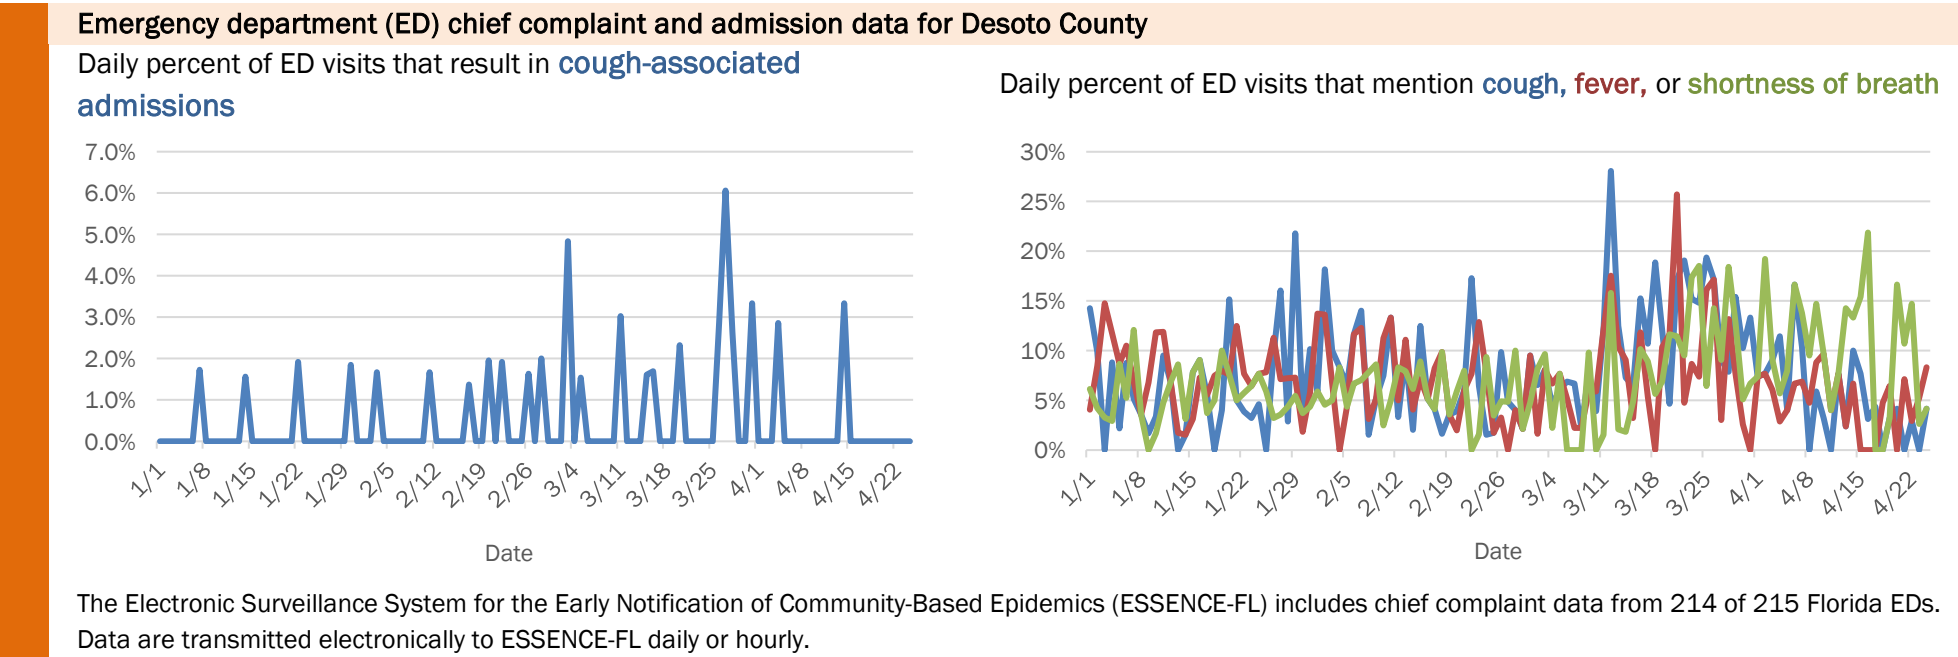 Emergency department (ED) chief complaint and admission data for Desoto County
Daily percent of ED visits that result in cough-associated
admissions
7.0%
6.0%
5.0%
4.0%
3.0%
2.0%
1.0%
0.0%
1/1 1/8 1/15 1/22 1/29 2/5 2/12 2/19 2/26 3/4 3/11 3/18 3/25 4/1 4/8 4/15 4/22
Date
Daily percent of ED visits that mention cough, fever, or shortness of breath
30%
25%
20%
15%
10%
5%
0%
1/1 1/8 1/15 1/22 1/29 2/5 2/12 2/19 2/26 3/4 3/11 3/18 3/25 4/1 4/8 4/15 4/22
Date
The Electronic Surveillance System for the Early Notification of Community-Based Epidemics (ESSENCE-FL) includes chief complaint data from 214 of 215 Florida EDs.
Data are transmitted electronically to ESSENCE-FL daily or hourly.